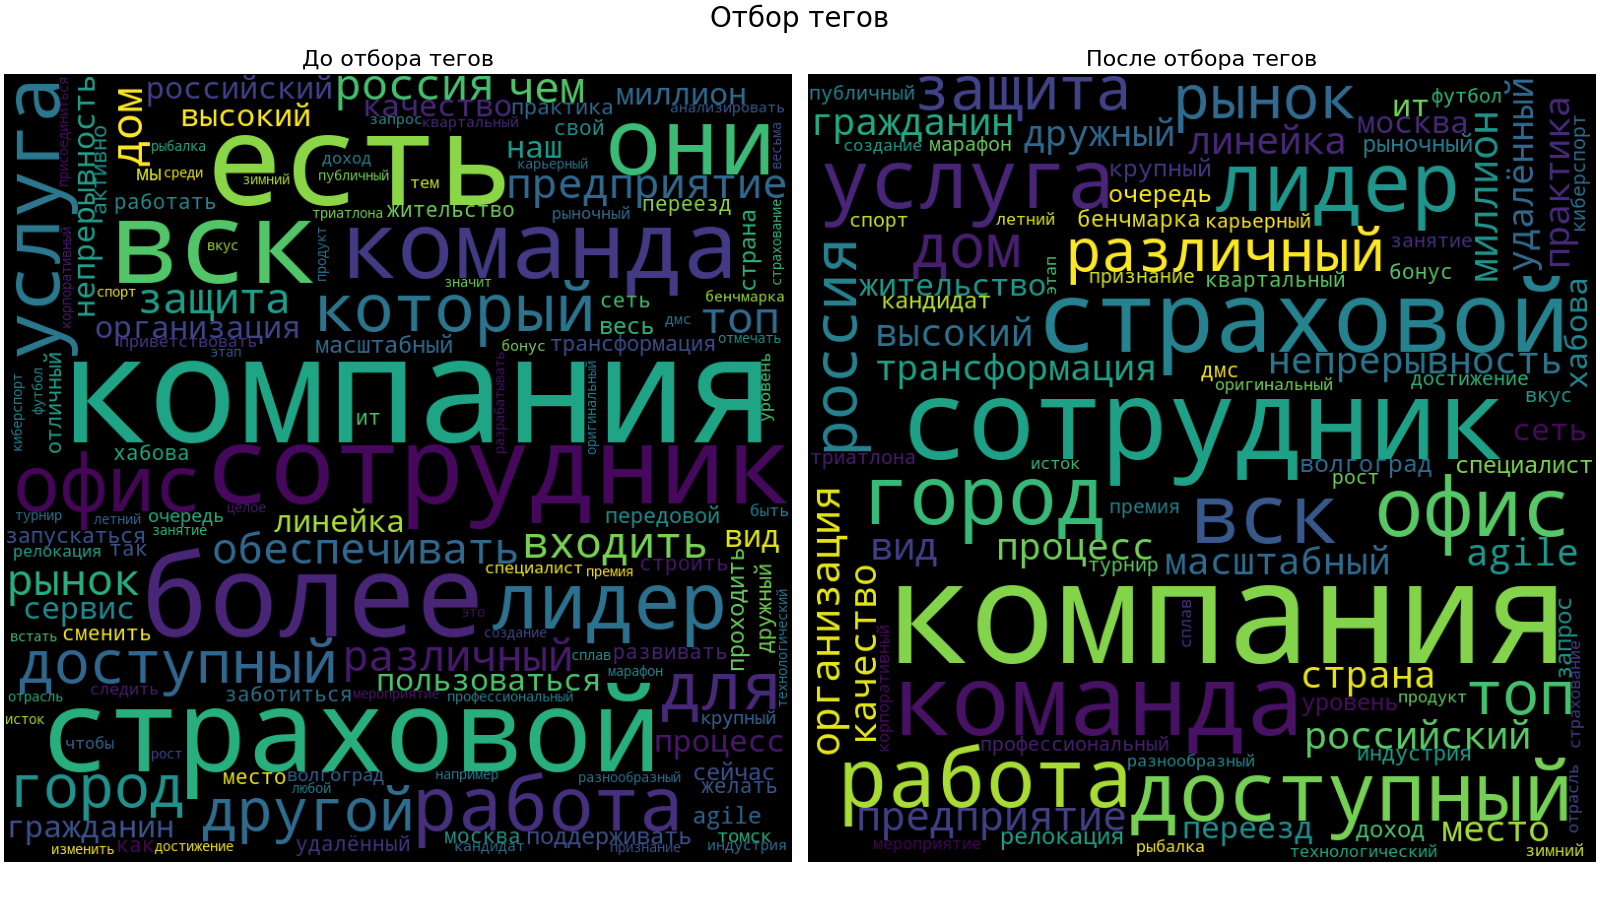 Отбор тегов
До отбора тегов
После отбора тегов
услуга
присоединиться
непрерывность
активно
дом
российский
россия
чем
миллион
высокий
качество
практика
анализировать
запрос
квартальный
свой
весьма
рыбалка
есть
они
наш
доход
карьерный
мы
среди
зимний
публичный
тем
предприятие
работать
триатлона
жительство
рыночный
переезд
вск
вкус
команда
продукт
страна
страхование
корпоративный
значит
спорт
защита
который
сеть
бенчмарка
организация
весь
дмс
топ
приветствовать
масштабный
бонус
трансформация
отмечать
этап
компания
ит
разрабатывать
оригинальный
уровень
киберспорт
футбол
отличный
хабова
офис
сотрудник
целое
турнир
летний
очередь
занятие
линейка
передовой
быть
запускаться
релокация
так
обеспечивать
входить
вид
рынок
специалист
премия
строить
сервис
более
это
лидер
проходить
дружный
технологический
встать
сменить
создание
доступный
различный
сплав
развивать
марафон
пользоваться
отрасль
следить
заботиться
мероприятие
профессиональный
для
исток
страховой
крупный
чтобы
рост
процесс
место
волгоград
например
разнообразный
сейчас
город
любой
желать
другой
работа
agile
гражданин
москва
поддерживать
томск
изменить
как
достижение
удалённый
кандидат
признание
индустрия
публичный
защита
рынок
ит
футбол
гражданин
дружный
москва
миллион
удалённый
практика
киберспорт
создание
марафон
линейка
рыночный
услуга
крупный
лидер
очередь
спорт
летний
бенчмарка
карьерный
россия
дом
различный
занятие
этап
признание
квартальный
бонус
жительство
кандидат
страховой
хабова
высокий
непрерывность
трансформация
дмс
оригинальный
достижение
сотрудник
вкус
сеть
триатлона
исток
волгоград
специалист
рост
город
премия
вск
офис
организация
вид
процесс
турнир
масштабный
agile
качество
компания
сплав
запрос
страхование
корпоративный
команда
страна
уровень
продукт
топ
профессиональный
российский
разнообразный
индустрия
работа
доступный
отрасль
предприятие
релокация
переезд
доход
место
мероприятие
рыбалка
технологический
зимний